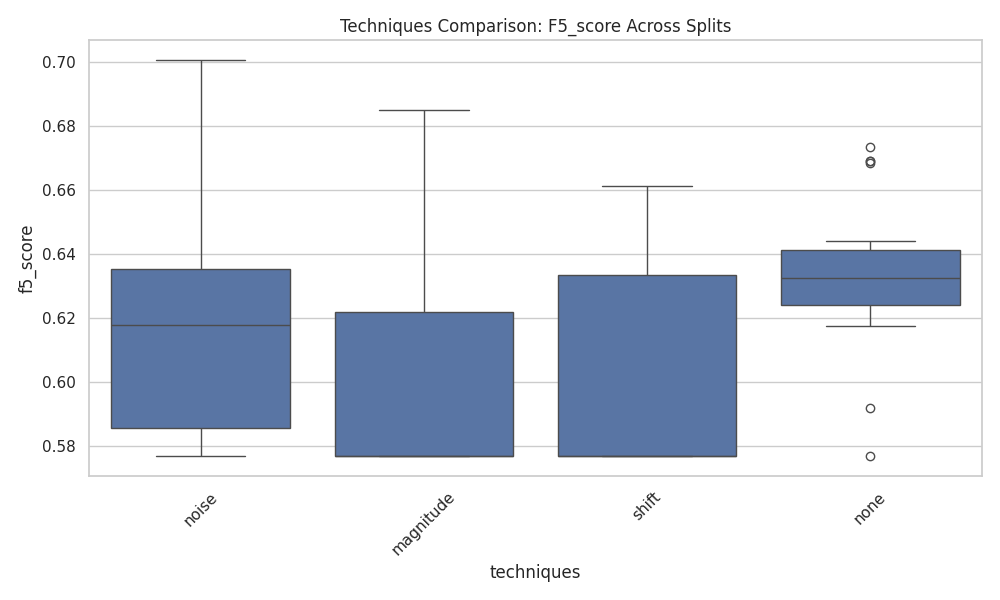 Techniques Comparison: F5_score Across Splits
f5_score
0.70
0.68
0.66
0.64
0.62
0.60
0.58
noise
magnitude
shift
none
techniques